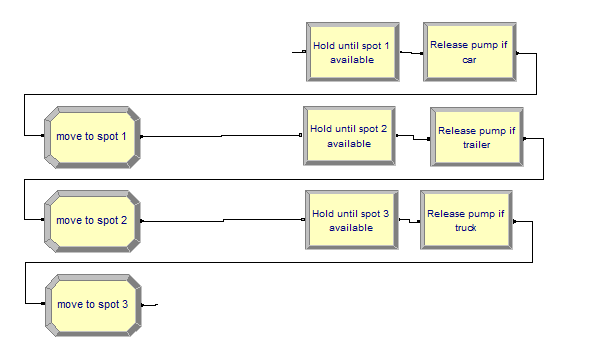 Hold until spot 1
available
Release pump if
car
move to spot 1
Hold until spot 2
available
Release pump if
trailer
move to spot 2
Hold until spot 3
available
Release pump if
truck
move to spot 3